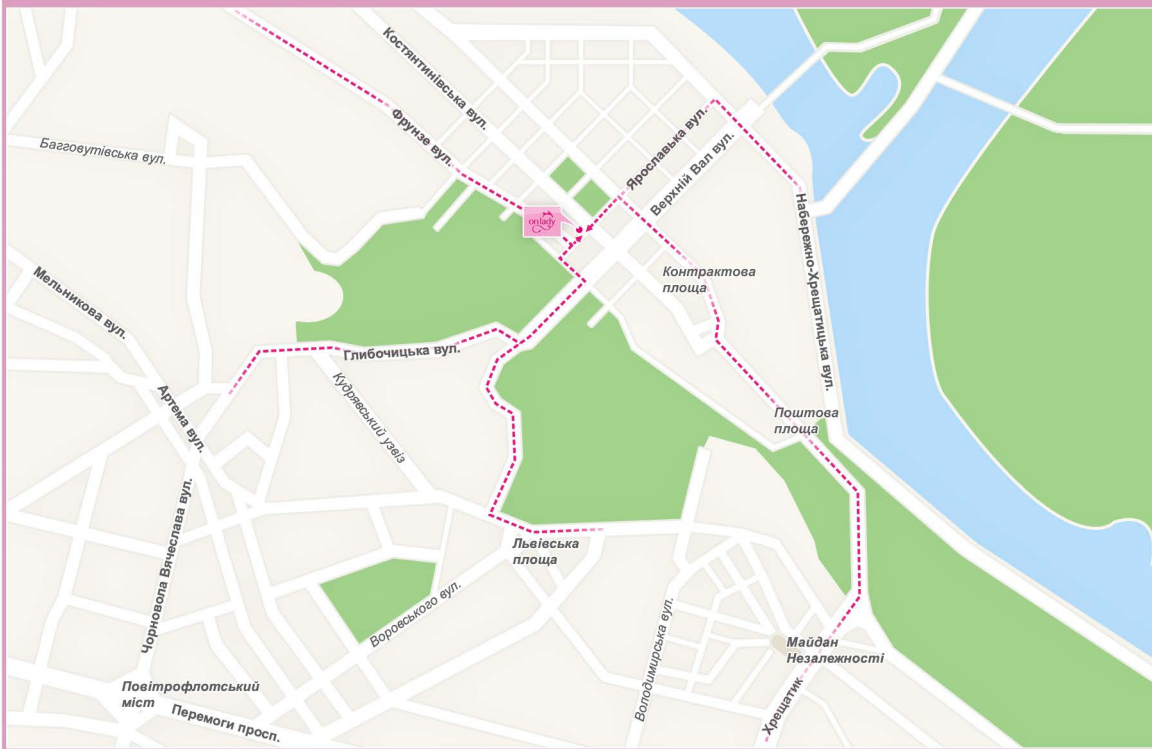 Костянтинівська вул.
Фрунзе вул.
Багговутівська вул.
Ярославька вул.
Верхній Вал вул.
onlady
Набережно-Хрещатицька вул.
Контрактова
площа
Мельникова вул.
Глибочицька вул.
Кудрявський узвіз
Артема вул.
Поштова
площа
Чорновола Вячеслава вул.
Львівська
площа
Воровського вул.
Володимирська вул.
Майдан
Незалежності
Хрещатик
Повітрофлотський
міст
Перемоги просп.